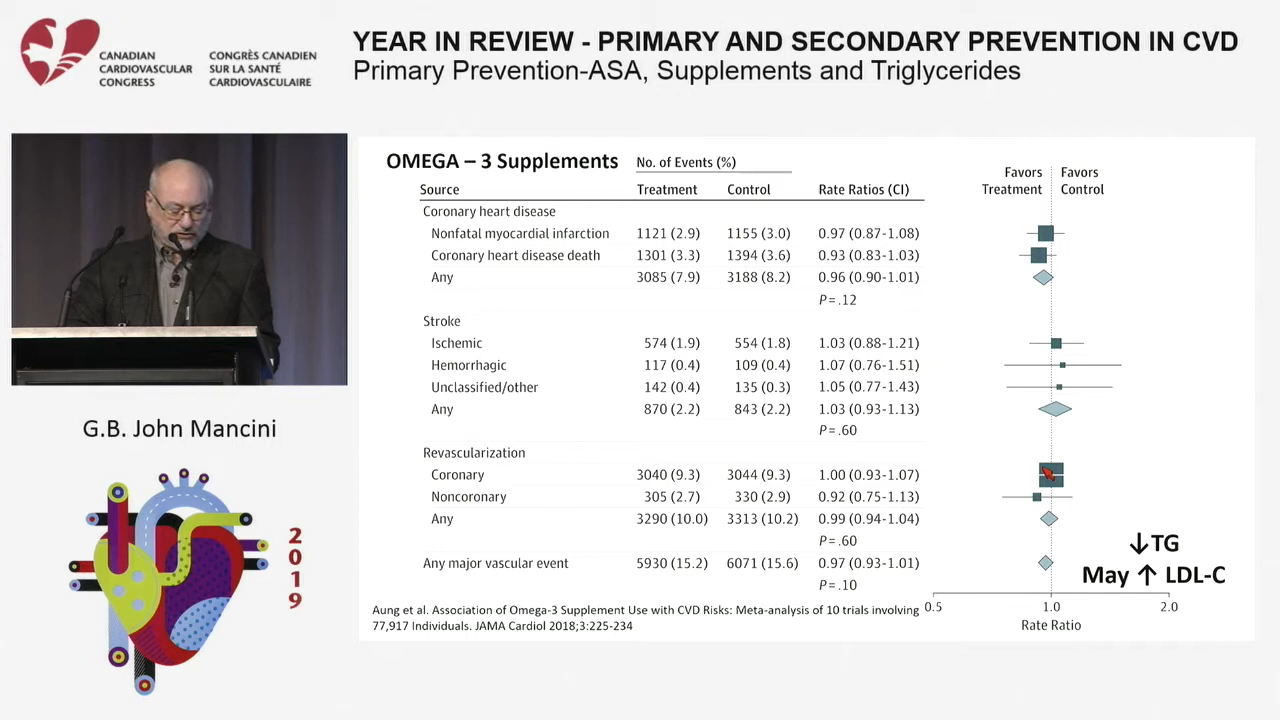 CANADIAN
CARDIOVASCULAR
CONGRESS
CONGRÈS CANADIEN
SUR LA SANTÉ
CARDIOVASCULAIRE
YEAR IN REVIEW - PRIMARY AND SECONDARY PREVENTION IN CVD
Primary Prevention-ASA, Supplements and Triglycerides
G.B. John Mancini
2019
OMEGA – 3 Supplements
No. of Events (%)
Source Treatment Control Rate Ratios (CI)
Favors Treatment Favors Control
Coronary heart disease
Nonfatal myocardial infarction 1121 (2.9) 1155 (3.0) 0.97 (0.87-1.08)
Coronary heart disease death 1301 (3.3) 1394 (3.6) 0.93 (0.83-1.03)
Any 3085 (7.9) 3188 (8.2) 0.96 (0.90-1.01)
P = .12
Stroke
Ischemic 574 (1.9) 554 (1.8) 1.03 (0.88-1.21)
Hemorrhagic 117 (0.4) 109 (0.4) 1.07 (0.76-1.51)
Unclassified/other 142 (0.4) 135 (0.3) 1.05 (0.77-1.43)
Any 870 (2.2) 843 (2.2) 1.03 (0.93-1.13)
P = .60
Revascularization
Coronary 3040 (9.3) 3044 (9.3) 1.00 (0.93-1.07)
Noncoronary 305 (2.7) 330 (2.9) 0.92 (0.75-1.13)
Any 3290 (10.0) 3313 (10.2) 0.99 (0.94-1.04)
P = .60
Any major vascular event 5930 (15.2) 6071 (15.6) 0.97 (0.93-1.01)
P = .10
↓TG
May ↑ LDL-C
0.5 1.0 2.0
Rate Ratio
Aung et al. Association of Omega-3 Supplement Use with CVD Risks: Meta-analysis of 10 trials involving
77,917 Individuals. JAMA Cardiol 2018;3:225-234